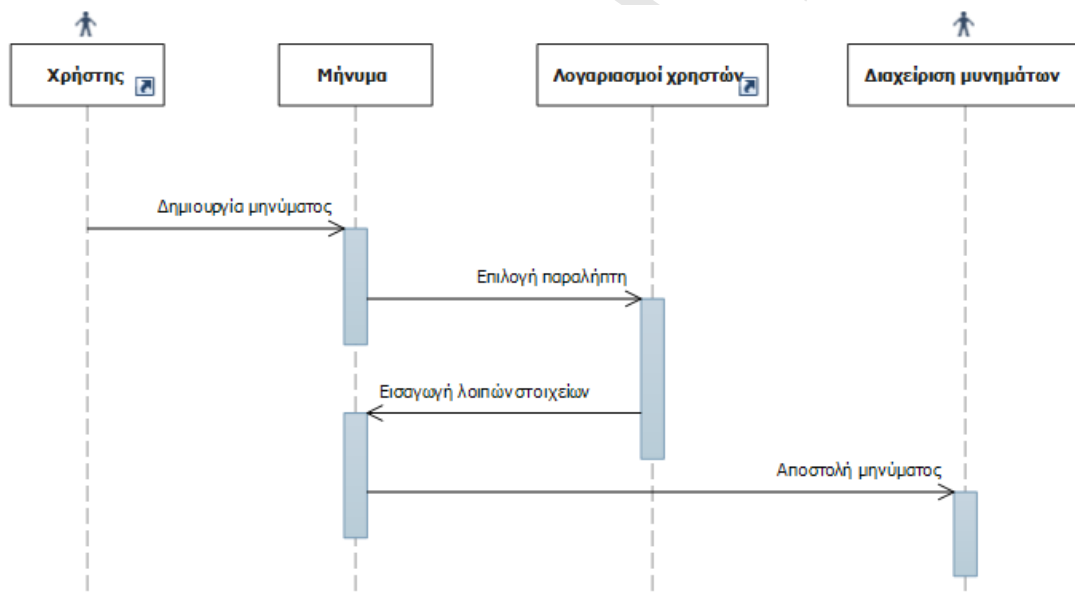 Χρήστης
Μήνυμα
Λογαριασμοί χρηστών
Διαχείριση μυνημάτων
Δημιουργία μηνύματος
Επιλογή παραλήπτη
Εισαγωγή λοιπών στοιχείων
Αποστολή μηνύματος